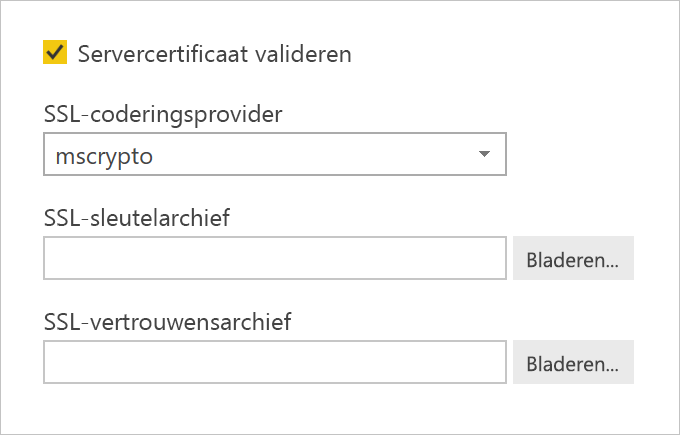 Servercertificaat valideren
SSL-coderingsprovider
mscrypto
SSL-sleutelarchief
Bladeren...
SSL-vertrouwensarchief
Bladeren...